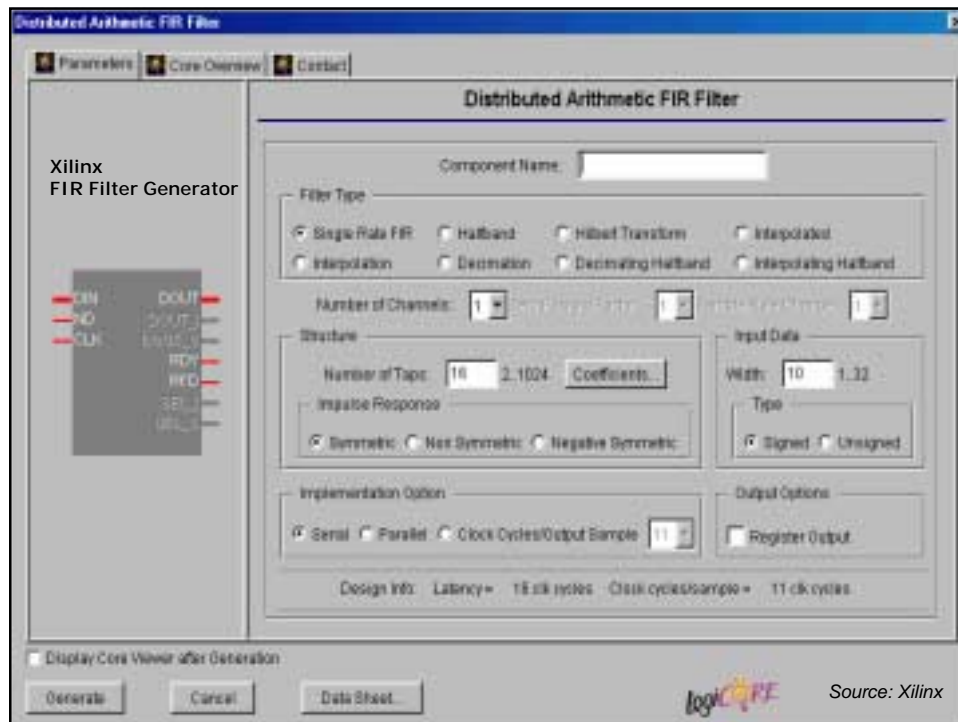 Distributed Arithmetic FIR Filter
Parameters Core Overview Contact
Distributed Arithmetic FIR Filter
Xilinx
FIR Filter Generator
Component Name:
Filter Type
Single Rate FIR Halfband Hilbert Transform Interpolated
Interpolation Decimation Decimating Halfband Interpolating Halfband
DIN DOUT
ND
CLK
RDY
RFD
Number of Channels: 1 1 1
Structure
Number of Taps: 16 2..1024 Coefficients...
Impulse Response
Symmetric Non Symmetric Negative Symmetric
Input Data
Width: 10 1..32
Type
Signed Unsigned
Implementation Option
Serial Parallel Clock Cycles/Output Sample 11
Output Options
Register Output
Design Info: Latency = clk cycles Clock cycles/sample = 11 clk cycles
Display Core Viewer after Generation
Generate Cancel Data Sheet...
logiCORE
Source: Xilinx